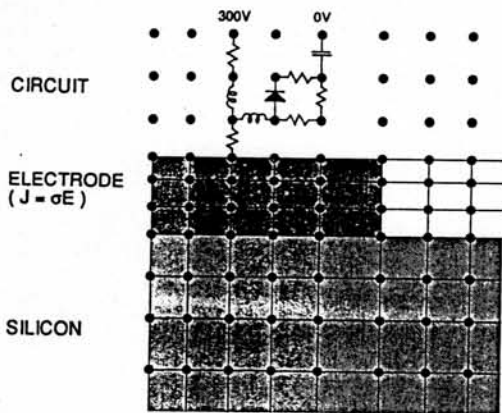 300V 0V
CIRCUIT
ELECTRODE
( J = σE )
SILICON